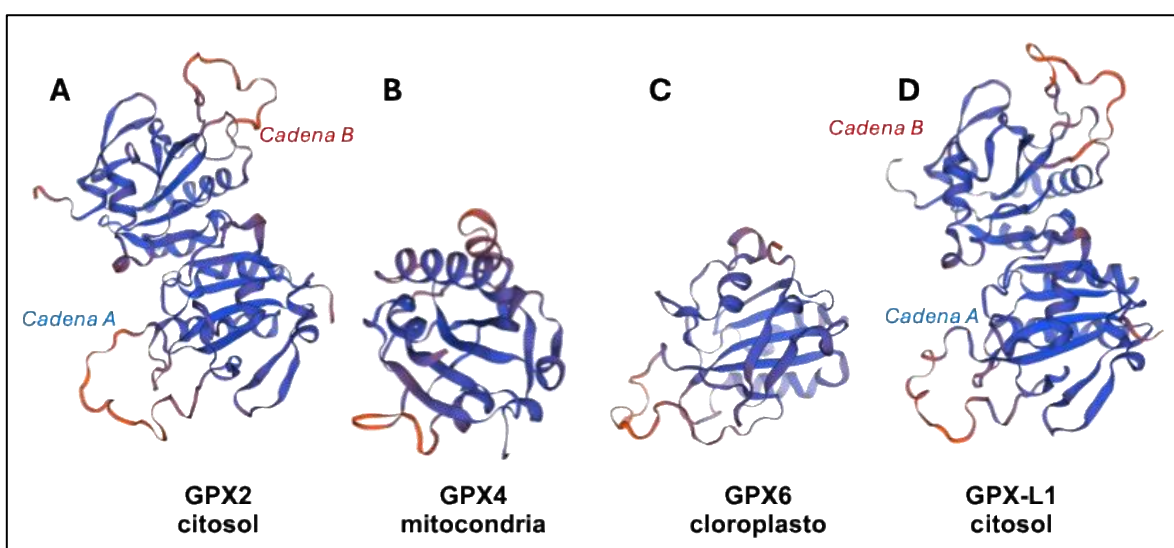 A
B
C
D
Cadena B
Cadena B
Cadena A
Cadena A
GPX2
citosol
GPX4
mitocondria
GPX6
cloroplasto
GPX-L1
citosol